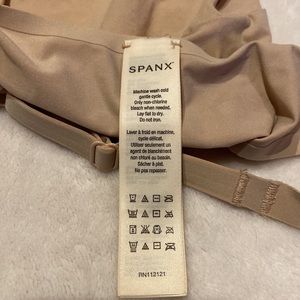 SPANX
Machine wash cold
gentle cycle.
Only non-chlorine
bleach when needed.
Lay flat to dry.
Do not iron.
Laver à froid en machine,
cycle délicat.
Utiliser seulement un
agent de blanchiment
non chloré au besoin.
Sécher à plat.
Ne pas repasser.
RN112121